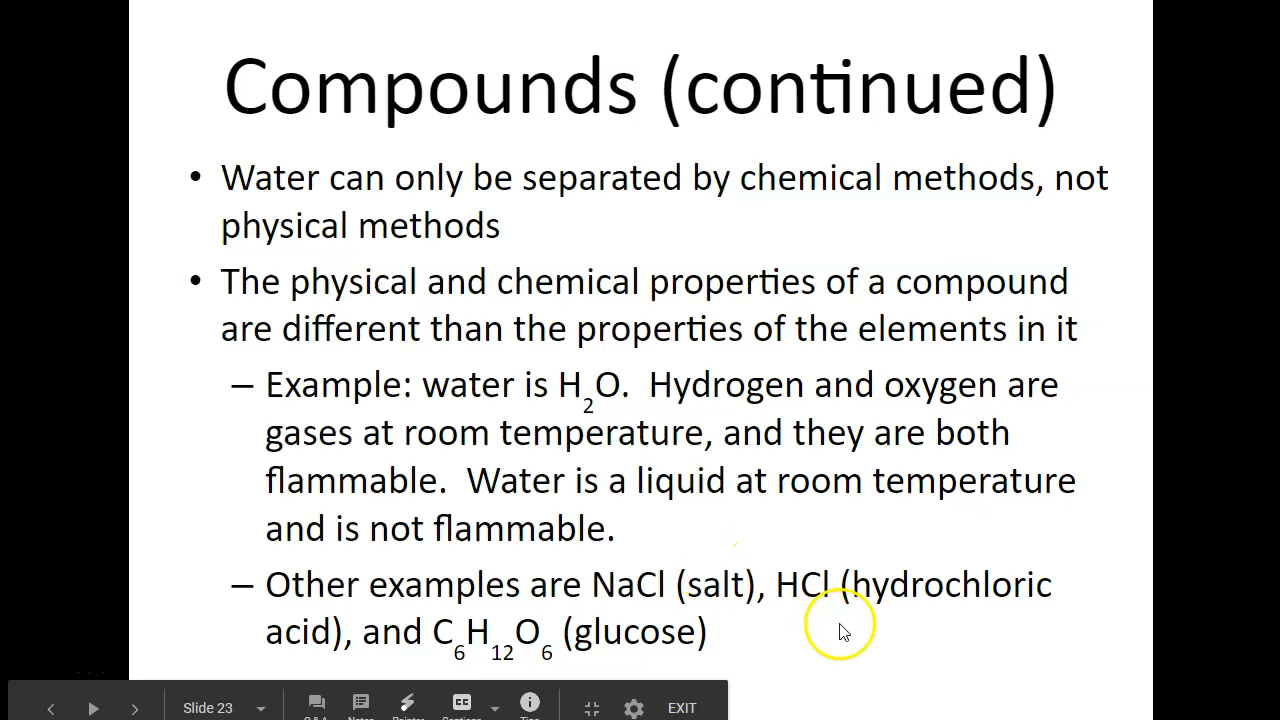 Compounds (continued)
• Water can only be separated by chemical methods, not
physical methods
• The physical and chemical properties of a compound
are different than the properties of the elements in it
– Example: water is H₂O. Hydrogen and oxygen are
gases at room temperature, and they are both
flammable. Water is a liquid at room temperature
and is not flammable.
– Other examples are NaCl (salt), HCl (hydrochloric
acid), and C₆H₁₂O₆ (glucose)
Slide 23 CC EXIT